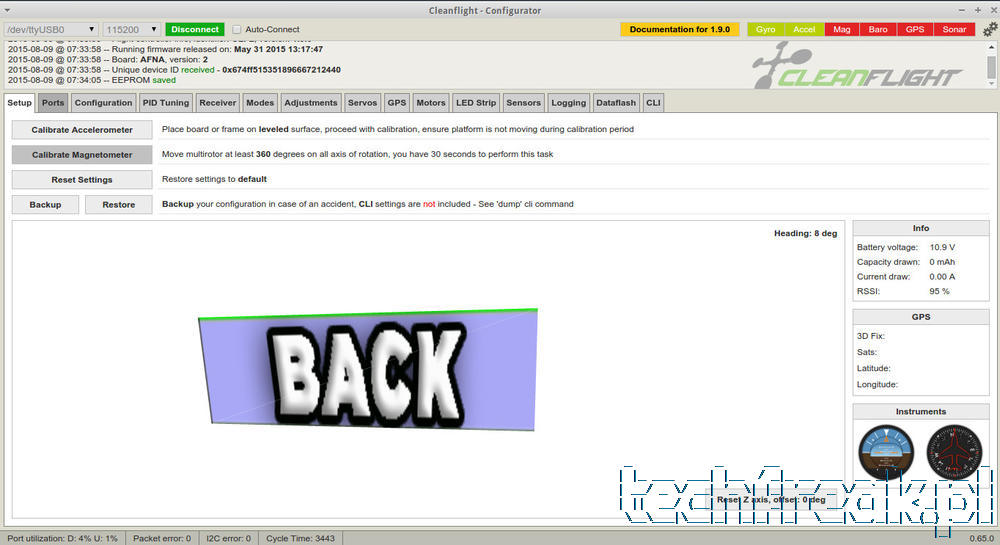 Cleanflight - Configurator
/dev/ttyUSB0 115200 Disconnect Auto-Connect Documentation for 1.9.0 Gyro Accel Mag Baro GPS Sonar
2015-08-09 @ 07:33:58 -- Running firmware released on: May 31 2015 13:17:47
2015-08-09 @ 07:33:58 -- Board: AFNA, version: 2
2015-08-09 @ 07:33:58 -- Unique device ID received - 0x674ff515351896667212440
2015-08-09 @ 07:34:05 -- EEPROM saved
CLEANFLIGHT
Setup Ports Configuration PID Tuning Receiver Modes Adjustments Servos GPS Motors LED Strip Sensors Logging Dataflash CLI
Calibrate Accelerometer Place board or frame on leveled surface, proceed with calibration, ensure platform is not moving during calibration period
Calibrate Magnetometer Move multirotor at least 360 degrees on all axis of rotation, you have 30 seconds to perform this task
Reset Settings Restore settings to default
Backup Restore Backup your configuration in case of an accident, CLI settings are not included - See 'dump' cli command
Heading: 8 deg
BACK
Info
Battery voltage: 10.9 V
Capacity drawn: 0 mAh
Current draw: 0.00 A
RSSI: 95 %
GPS
3D Fix:
Sats:
Latitude:
Longitude:
Instruments
Reset Z axis, offset: 0 deg
techfreak.pl
Port utilization: D: 4% U: 1% Packet error: 0 I2C error: 0 Cycle Time: 3443 0.65.0